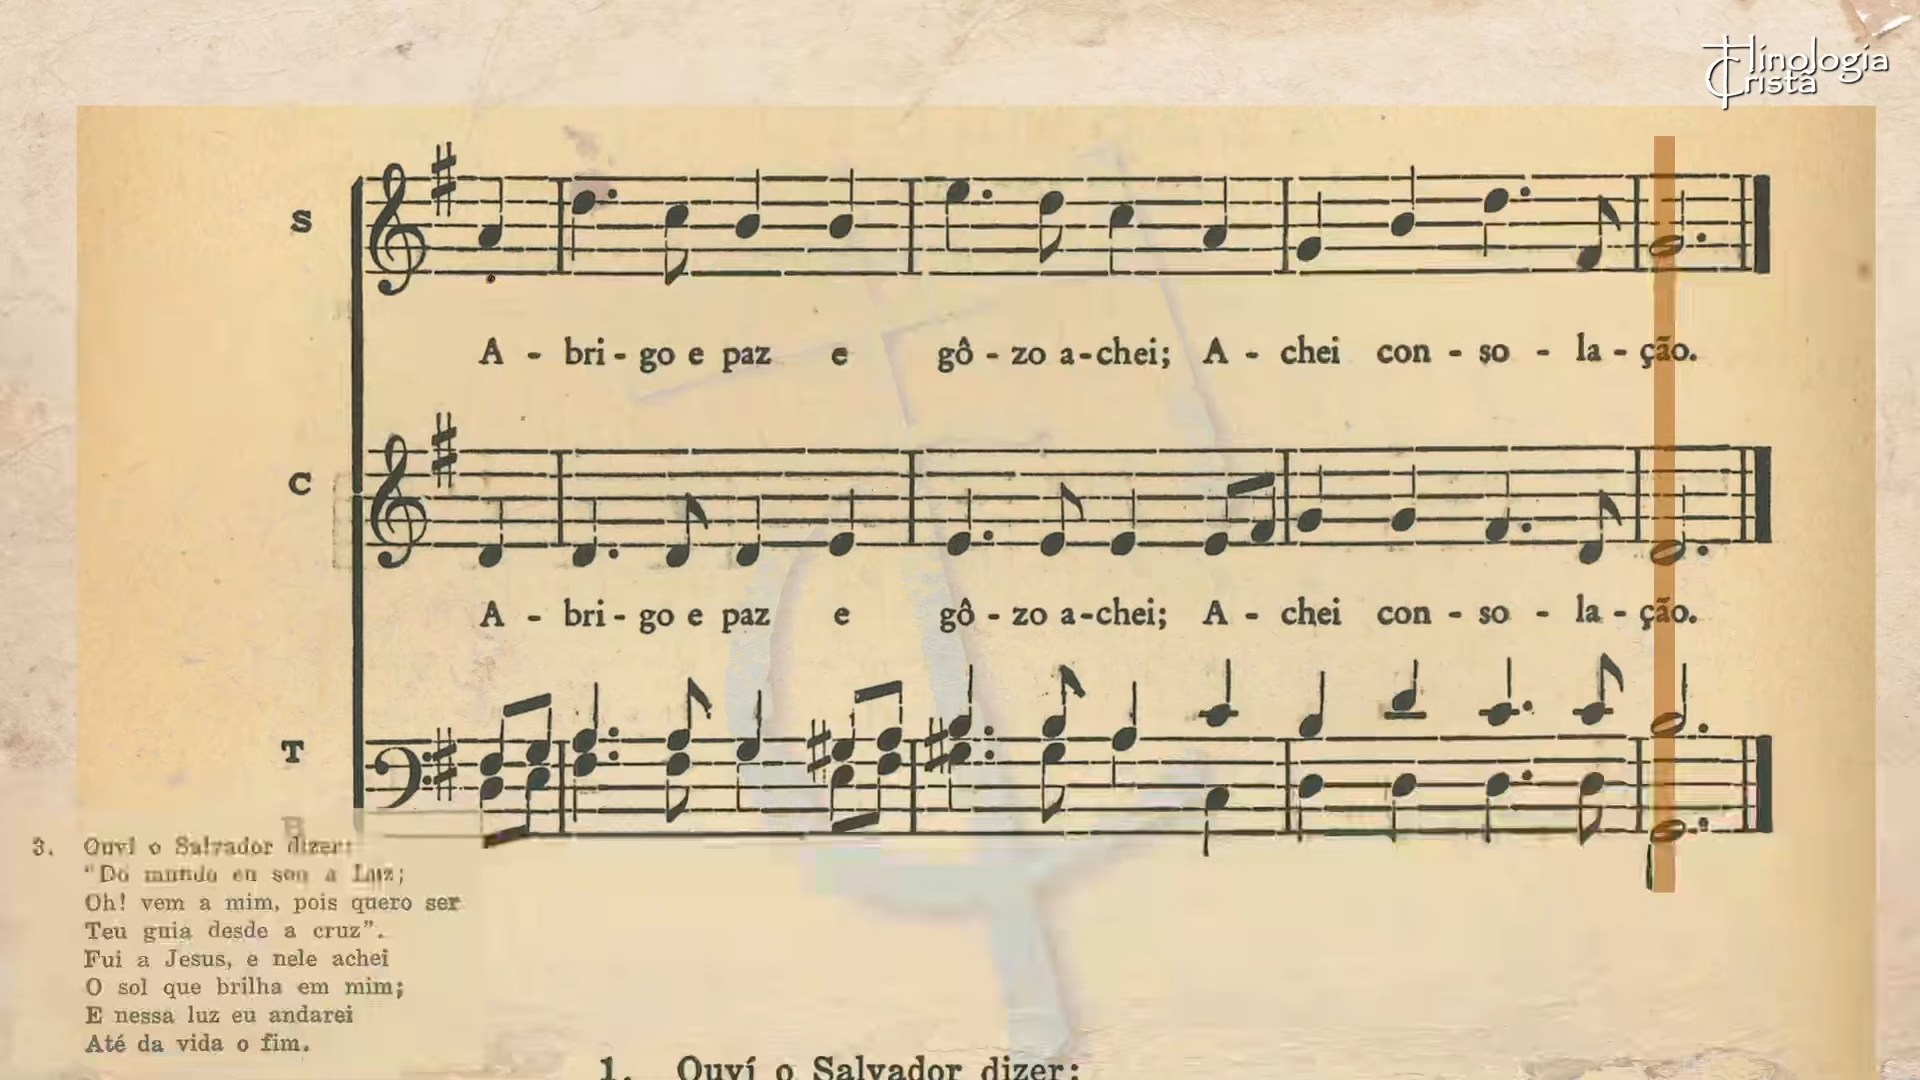 Hinologia
Cristã
S
A - bri - go e paz e gô - zo a - chei; A - chei con - so - la - ção.
C
A - bri - go e paz e gô - zo a - chei; A - chei con - so - la - ção.
T
B
3. Ouví o Salvador dizer:
"Do mundo eu sou a Luz;
Oh! vem a mim, pois quero ser
Teu guia desde a cruz".
Fui a Jesus, e nele achei
O sol que brilha em mim;
E nessa luz eu andarei
Até da vida o fim.
1. Ouví o Salvador dizer: